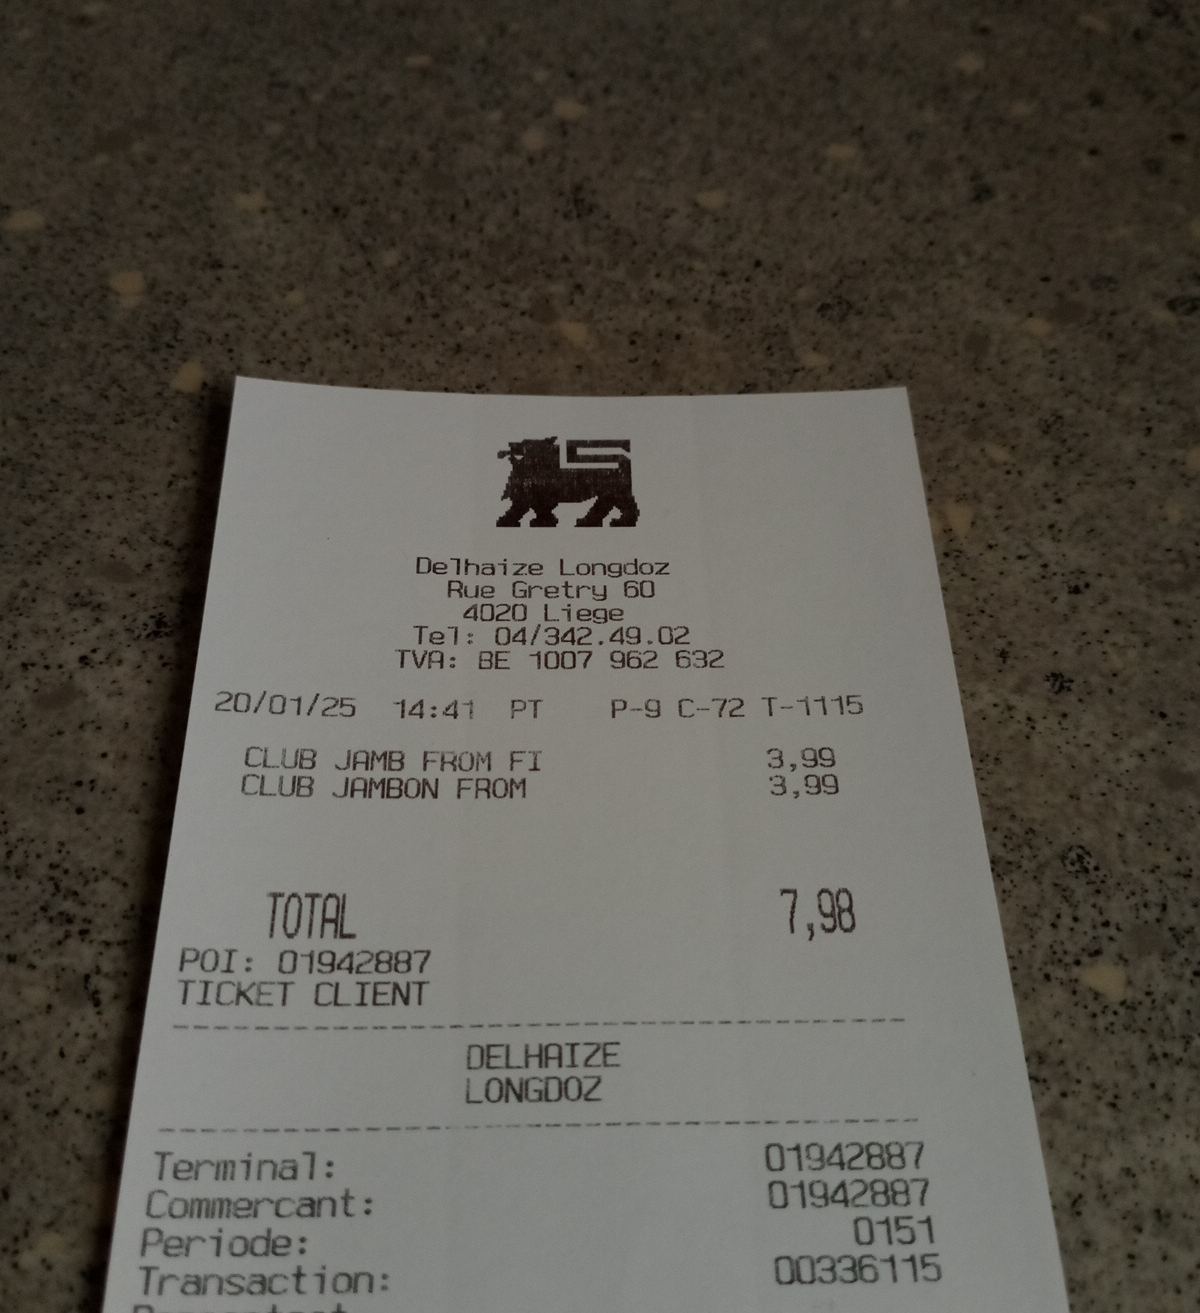 Delhaize Longdoz
Rue Gretry 60
4020 Liege
Tel: 04/342.49.02
TVA: BE 1007 962 632
20/01/25 14:41 PT P-9 C-72 T-1115
CLUB JAMB FROM FI 3,99
CLUB JAMBON FROM 3,99
TOTAL 7,98
POI: 01942887
TICKET CLIENT
DELHAIZE
LONGDOZ
Terminal: 01942887
Commercant: 01942887
Periode: 0151
Transaction: 00336115